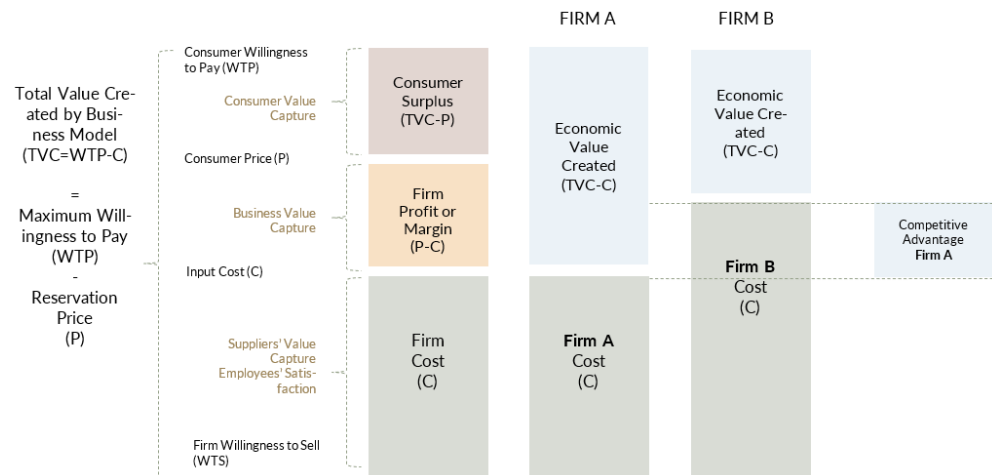 FIRM A
FIRM B
Total Value Cre-
ated by Busi-
ness Model
(TVC=WTP-C)
=
Maximum Will-
ingness to Pay
(WTP)
-
Reservation
Price
(P)
Consumer Willingness
to Pay (WTP)
Consumer Value
Capture
Consumer Price (P)
Business Value
Capture
Input Cost (C)
Suppliers' Value
Capture
Employees' Satis-
faction
Firm Willingness to Sell
(WTS)
Consumer
Surplus
(TVC-P)
Firm
Profit or
Margin
(P-C)
Firm
Cost
(C)
Economic
Value
Created
(TVC-C)
Firm A
Cost
(C)
Economic
Value Cre-
ated
(TVC-C)
Firm B
Cost
(C)
Competitive
Advantage
Firm A